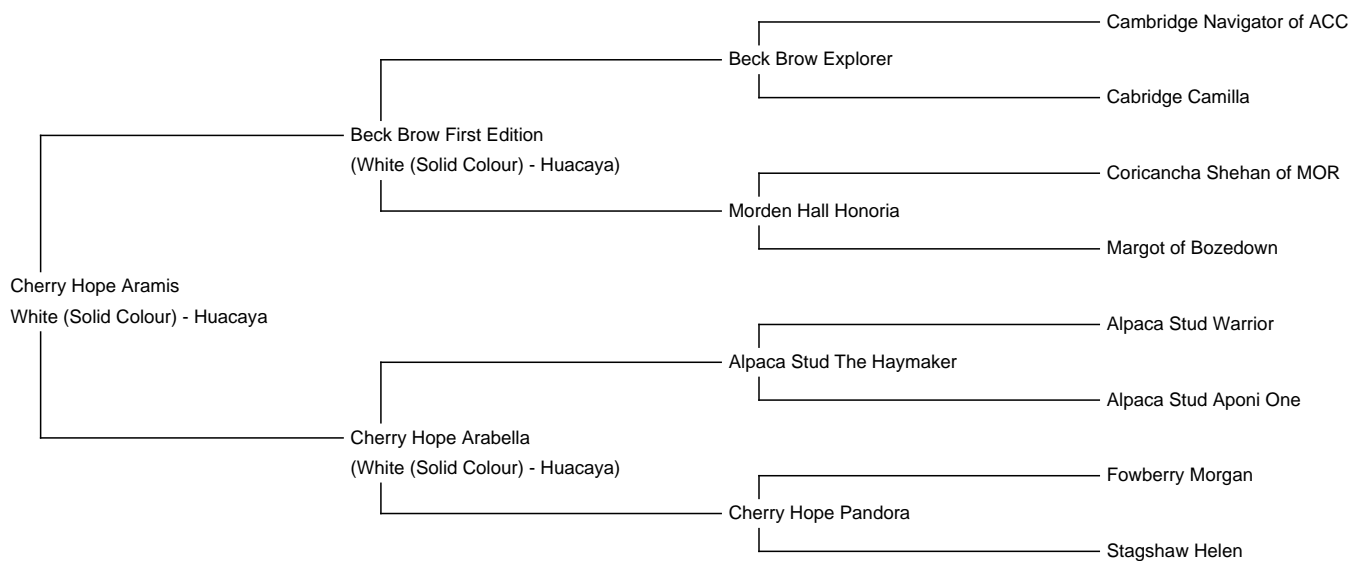 Cambridge Navigator of ACC
Beck Brow Explorer
Cabridge Camilla
Beck Brow First Edition
(White (Solid Colour) - Huacaya)
Coricancha Shehan of MOR
Morden Hall Honoria
Margot of Bozedown
Cherry Hope Aramis
White (Solid Colour) - Huacaya
Alpaca Stud Warrior
Alpaca Stud The Haymaker
Alpaca Stud Aponi One
Cherry Hope Arabella
(White (Solid Colour) - Huacaya)
Fowberry Morgan
Cherry Hope Pandora
Stagshaw Helen